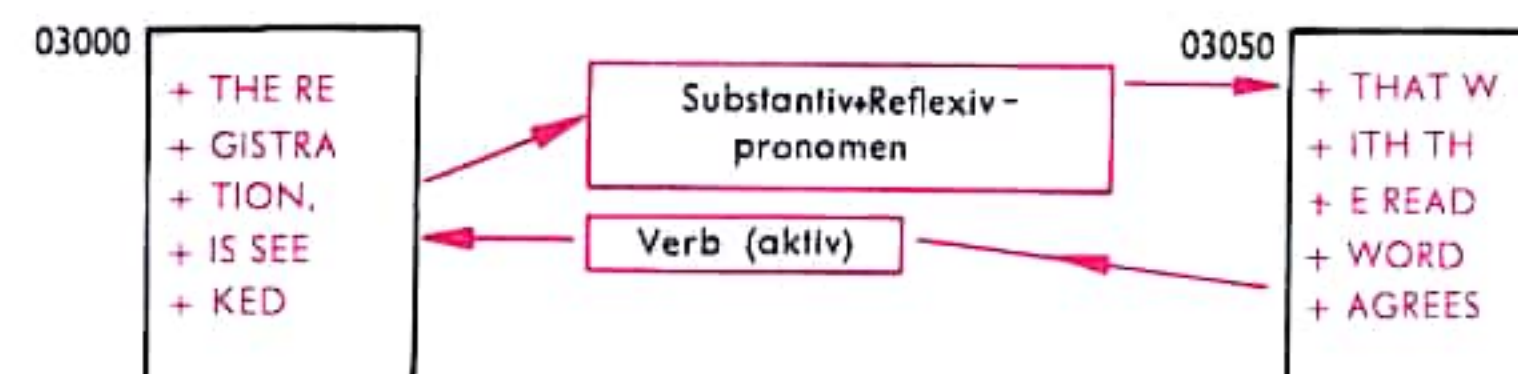 03000
+ THE RE
+ GISTRA
+ TION,
+ IS SEE
+ KED
Substantiv+Reflexiv-
pronomen
Verb (aktiv)
03050
+ THAT W
+ ITH TH
+ E READ
+ WORD
+ AGREES